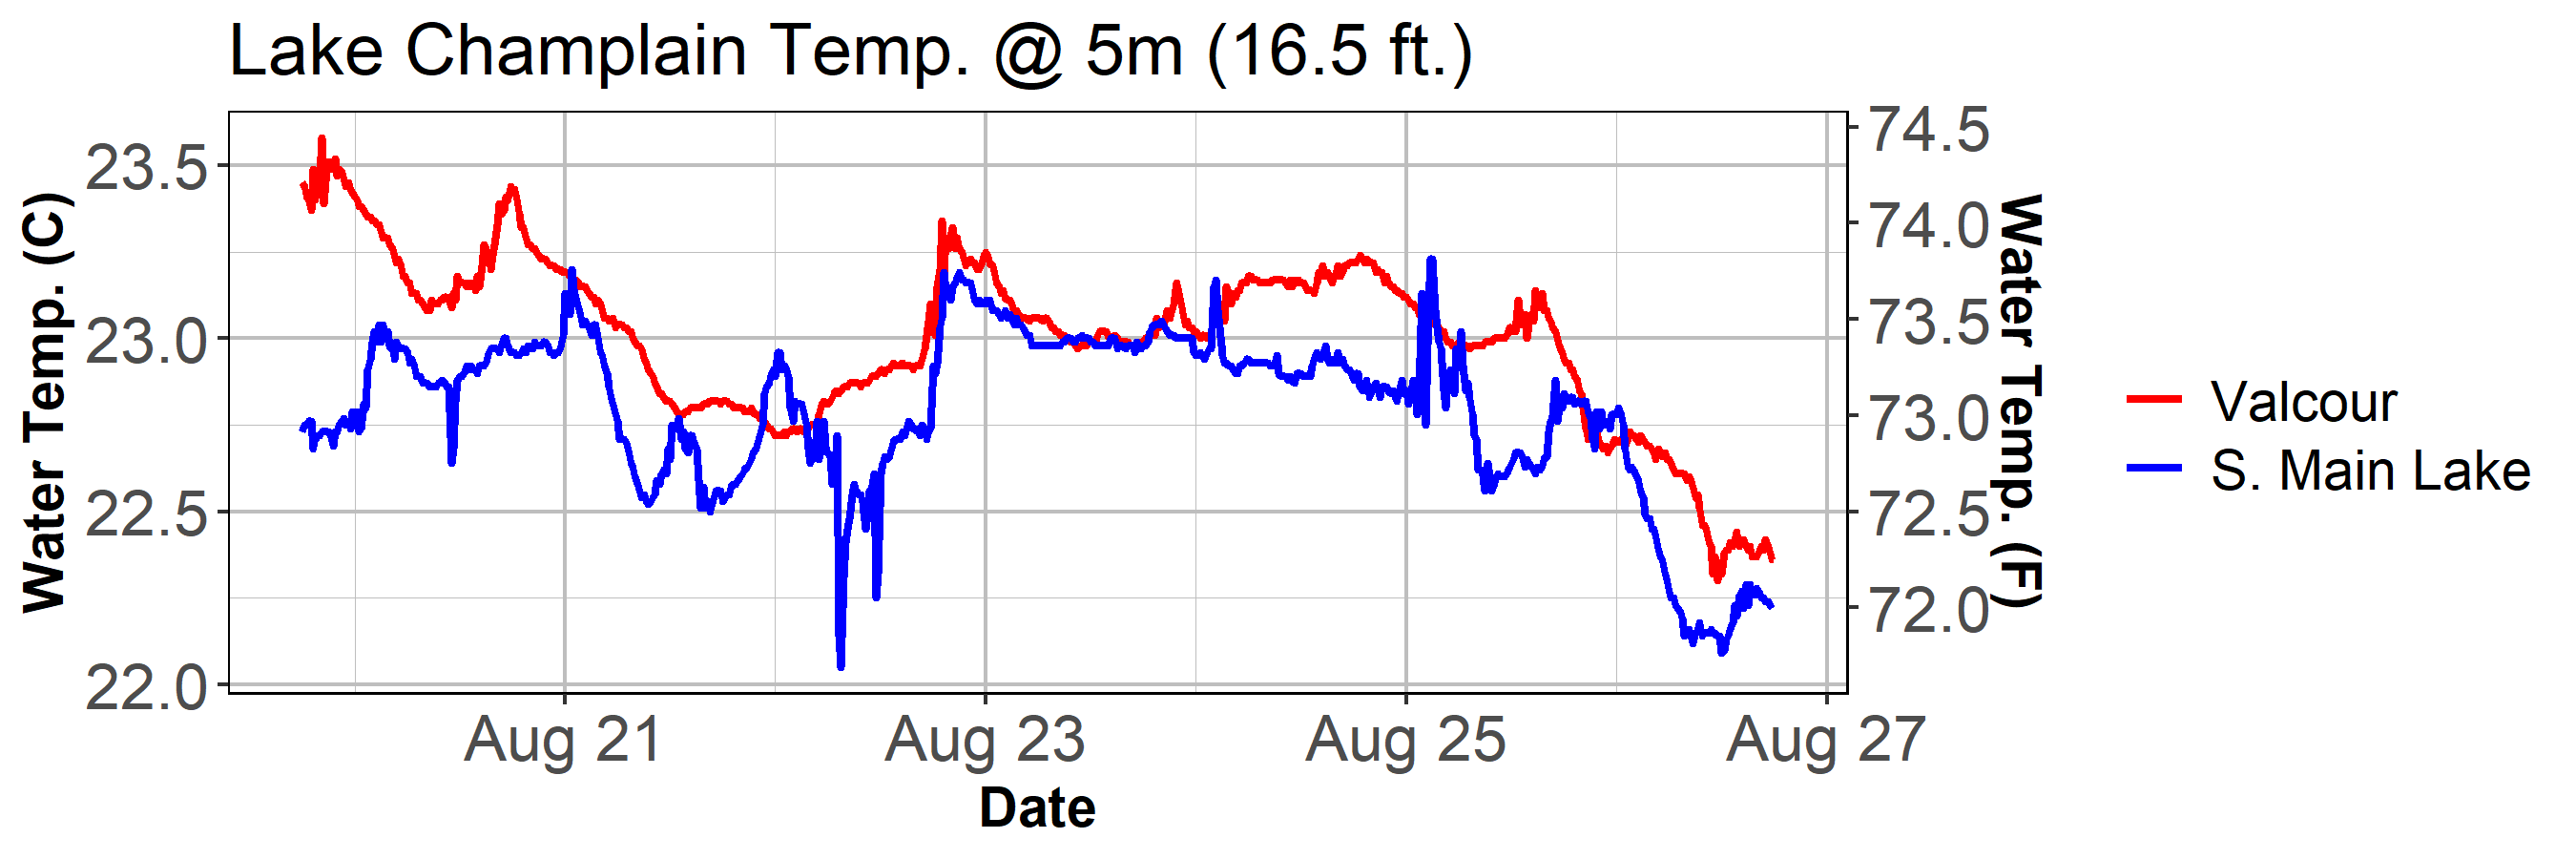 Lake Champlain Temp. @ 5m (16.5 ft.)
Water Temp. (C)
23.5
23.0
22.5
22.0
74.5
74.0
73.5
73.0
72.5
72.0
Water Temp. (F)
Aug 21
Aug 23
Aug 25
Aug 27
Date
Valcour
S. Main Lake